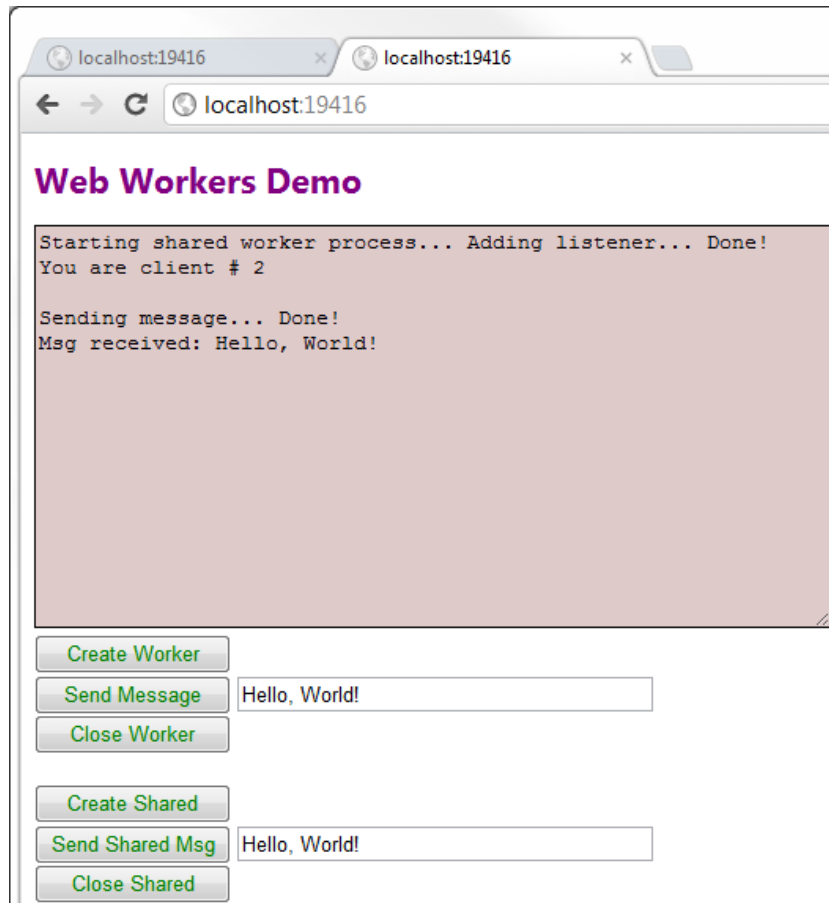 localhost:19416 localhost:19416
localhost:19416
Web Workers Demo
Starting shared worker process... Adding listener... Done!
You are client # 2
Sending message... Done!
Msg received: Hello, World!
Create Worker
Send Message Hello, World!
Close Worker
Create Shared
Send Shared Msg Hello, World!
Close Shared